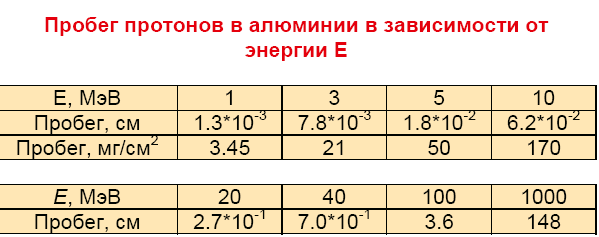 Пробег протонов в алюминии в зависимости от
энергии E
E, МэВ 1 3 5 10
Пробег, см 1.3*10⁻³ 7.8*10⁻³ 1.8*10⁻² 6.2*10⁻²
Пробег, мг/см² 3.45 21 50 170
E, МэВ 20 40 100 1000
Пробег, см 2.7*10⁻¹ 7.0*10⁻¹ 3.6 148